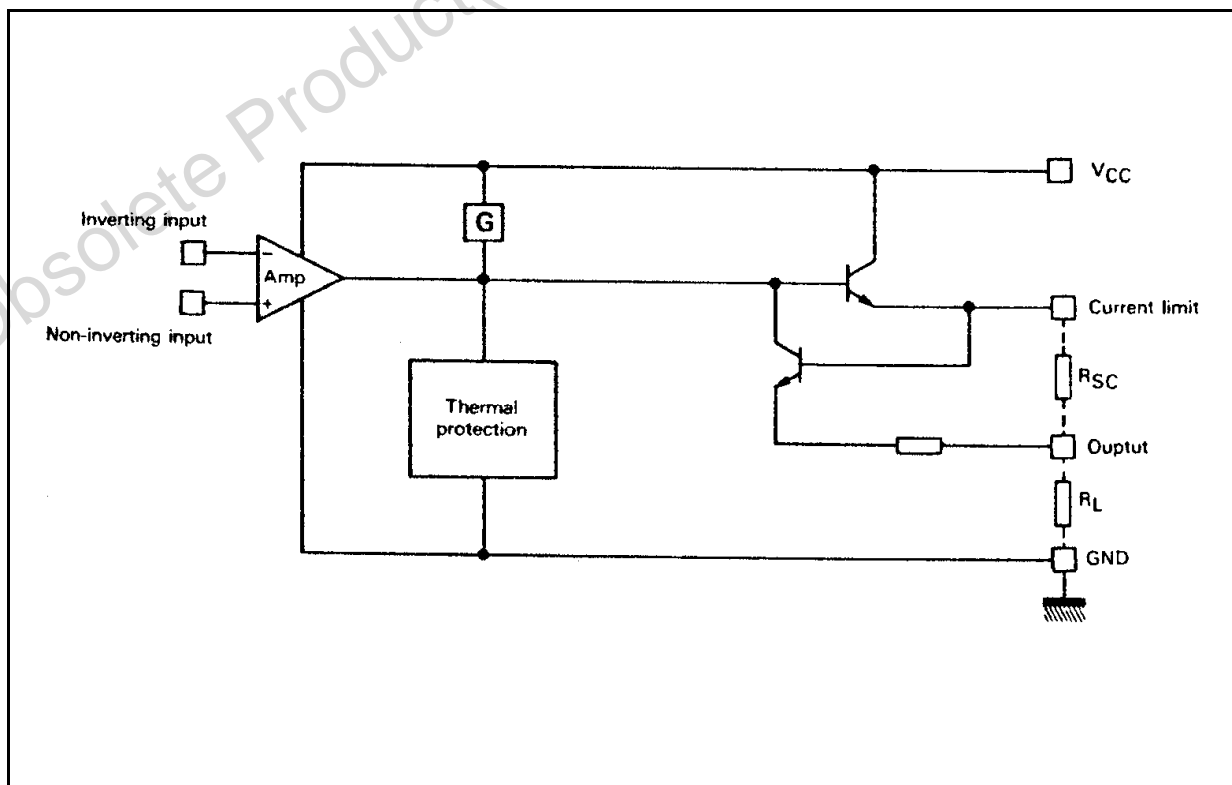 Obsolete Product(
VCC
G
Inverting input
−
Amp
+
Non-inverting input
Current limit
RSC
Thermal
protection
Ouptut
RL
GND